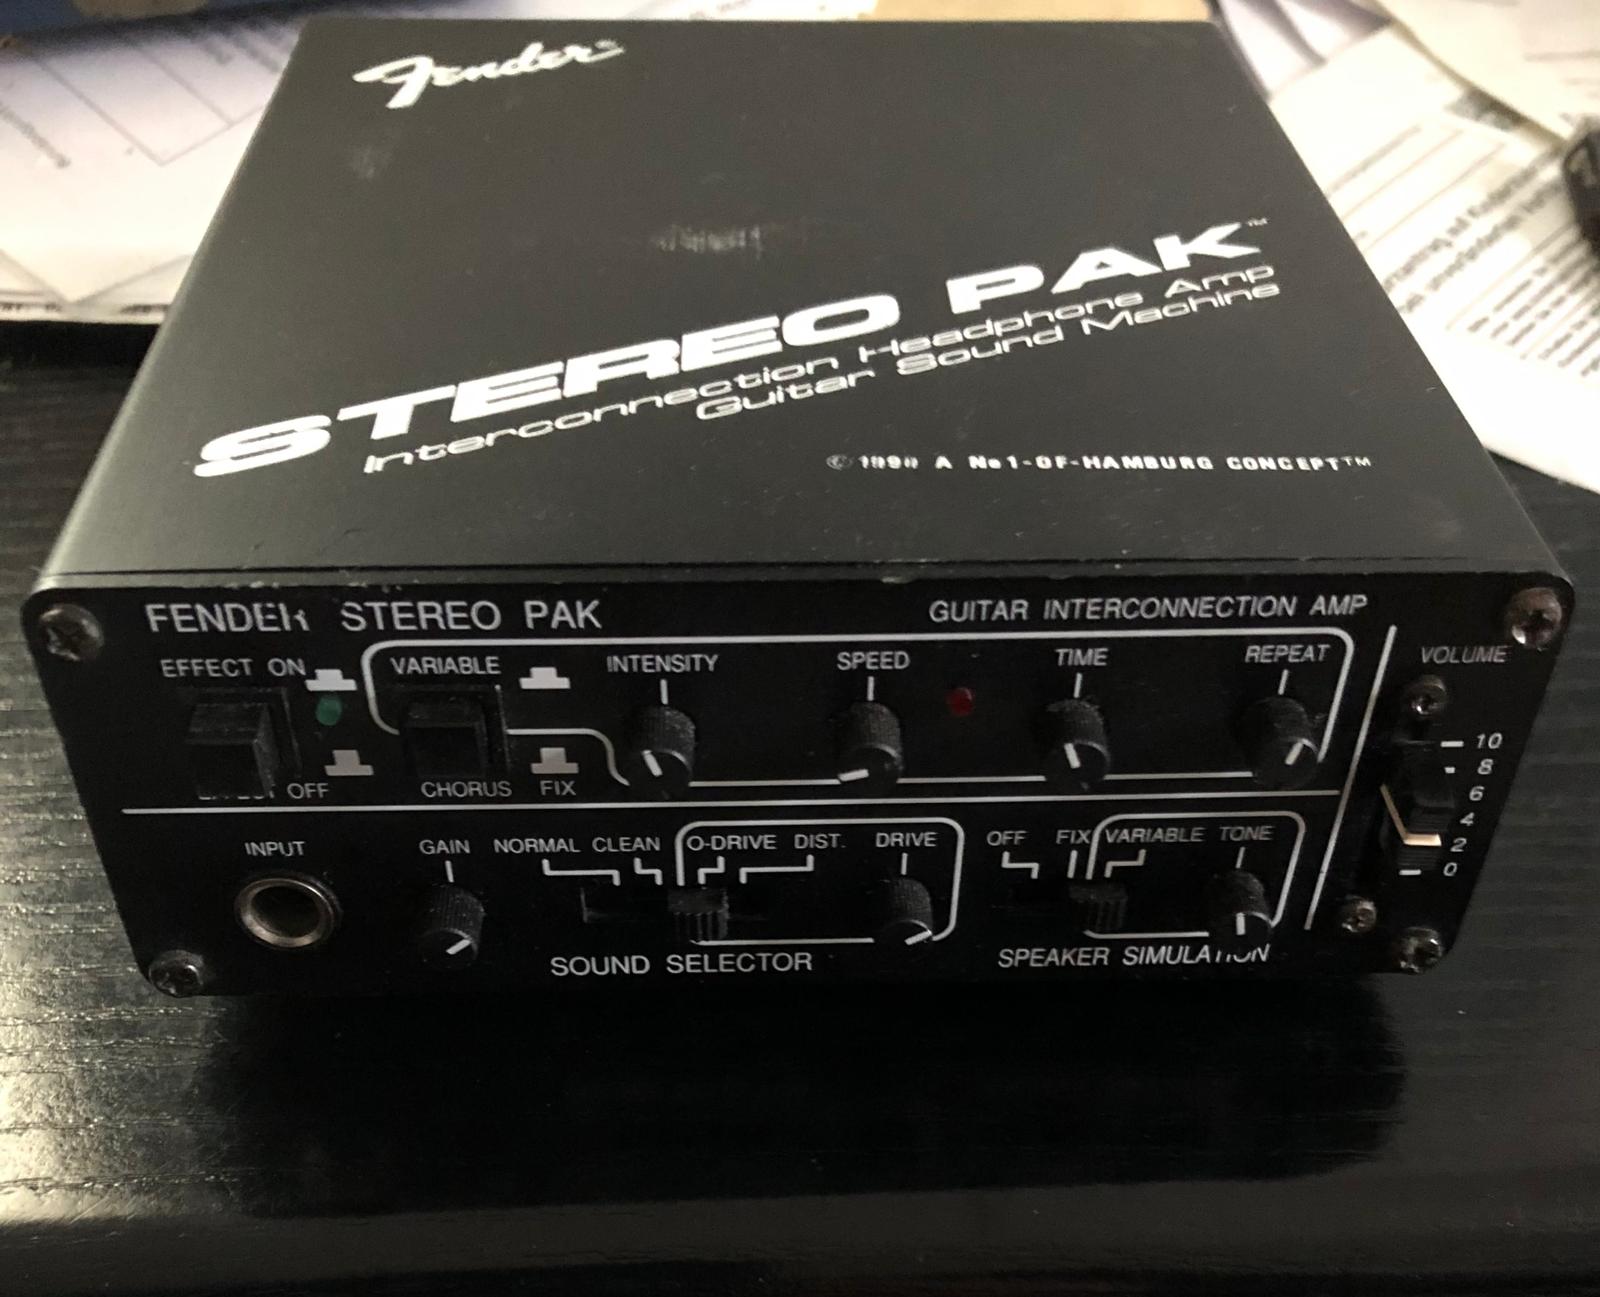 Fender
STEREO PAK™
Interconnection Headphone Amp
Guitar Sound Machine
A No1-OF-HAMBURG CONCEPT™
FENDER STEREO PAK
GUITAR INTERCONNECTION AMP
EFFECT ON
VARIABLE
INTENSITY
SPEED
TIME
REPEAT
VOLUME
10
8
6
4
2
0
OFF
CHORUS
FIX
INPUT
GAIN
NORMAL CLEAN O-DRIVE DIST. DRIVE
OFF FIX VARIABLE TONE
SOUND SELECTOR
SPEAKER SIMULATION